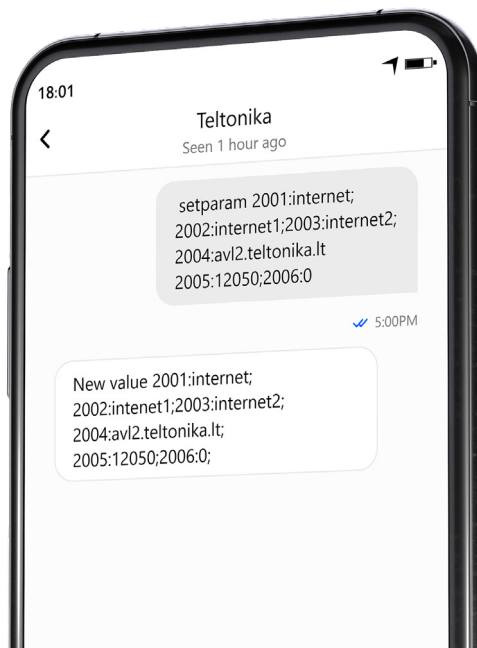 18:01
Teltonika
Seen 1 hour ago
setparam 2001:internet;
2002:internet1;2003:internet2;
2004:avl2.teltonika.lt
2005:12050;2006:0
5:00PM
New value 2001:internet;
2002:intenet1;2003:internet2;
2004:avl2.teltonika.lt;
2005:12050;2006:0;